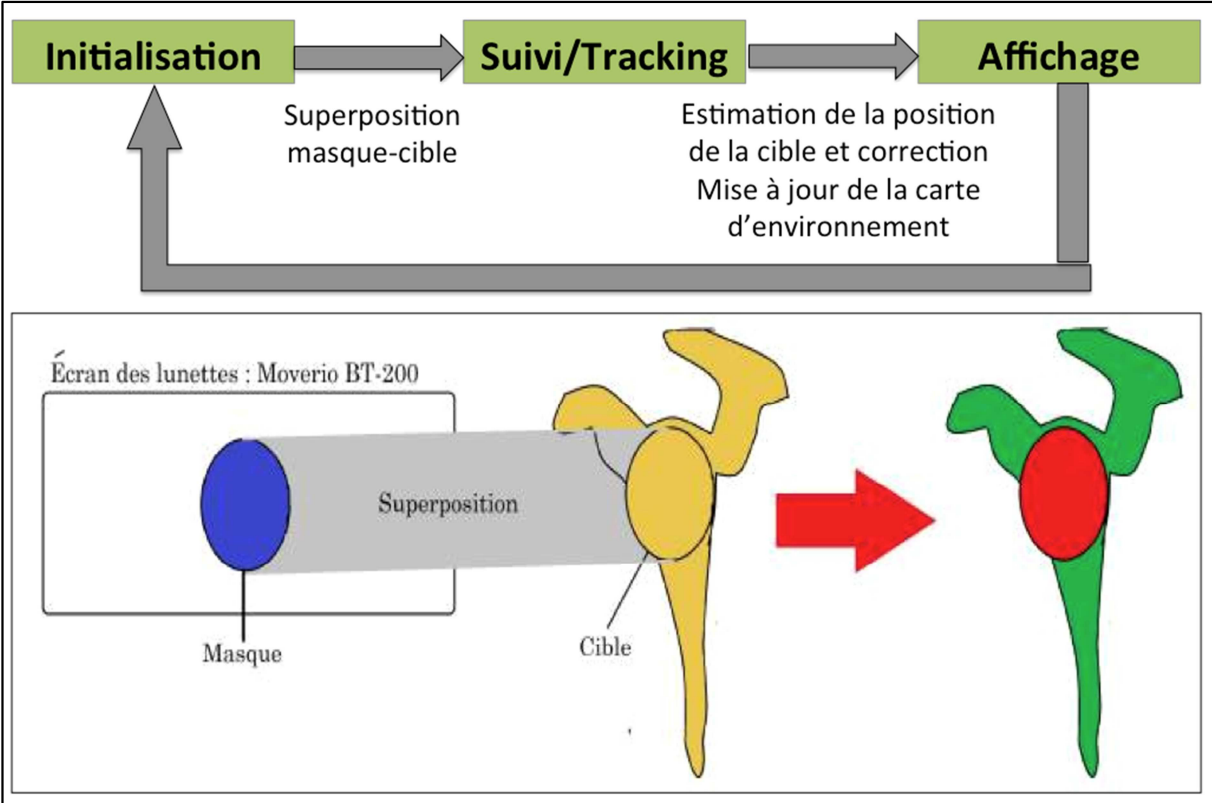 Initialisation
Suivi/Tracking
Affichage
Superposition
masque-cible
Estimation de la position
de la cible et correction
Mise à jour de la carte
d'environnement
Écran des lunettes : Moverio BT-200
Superposition
Masque
Cible